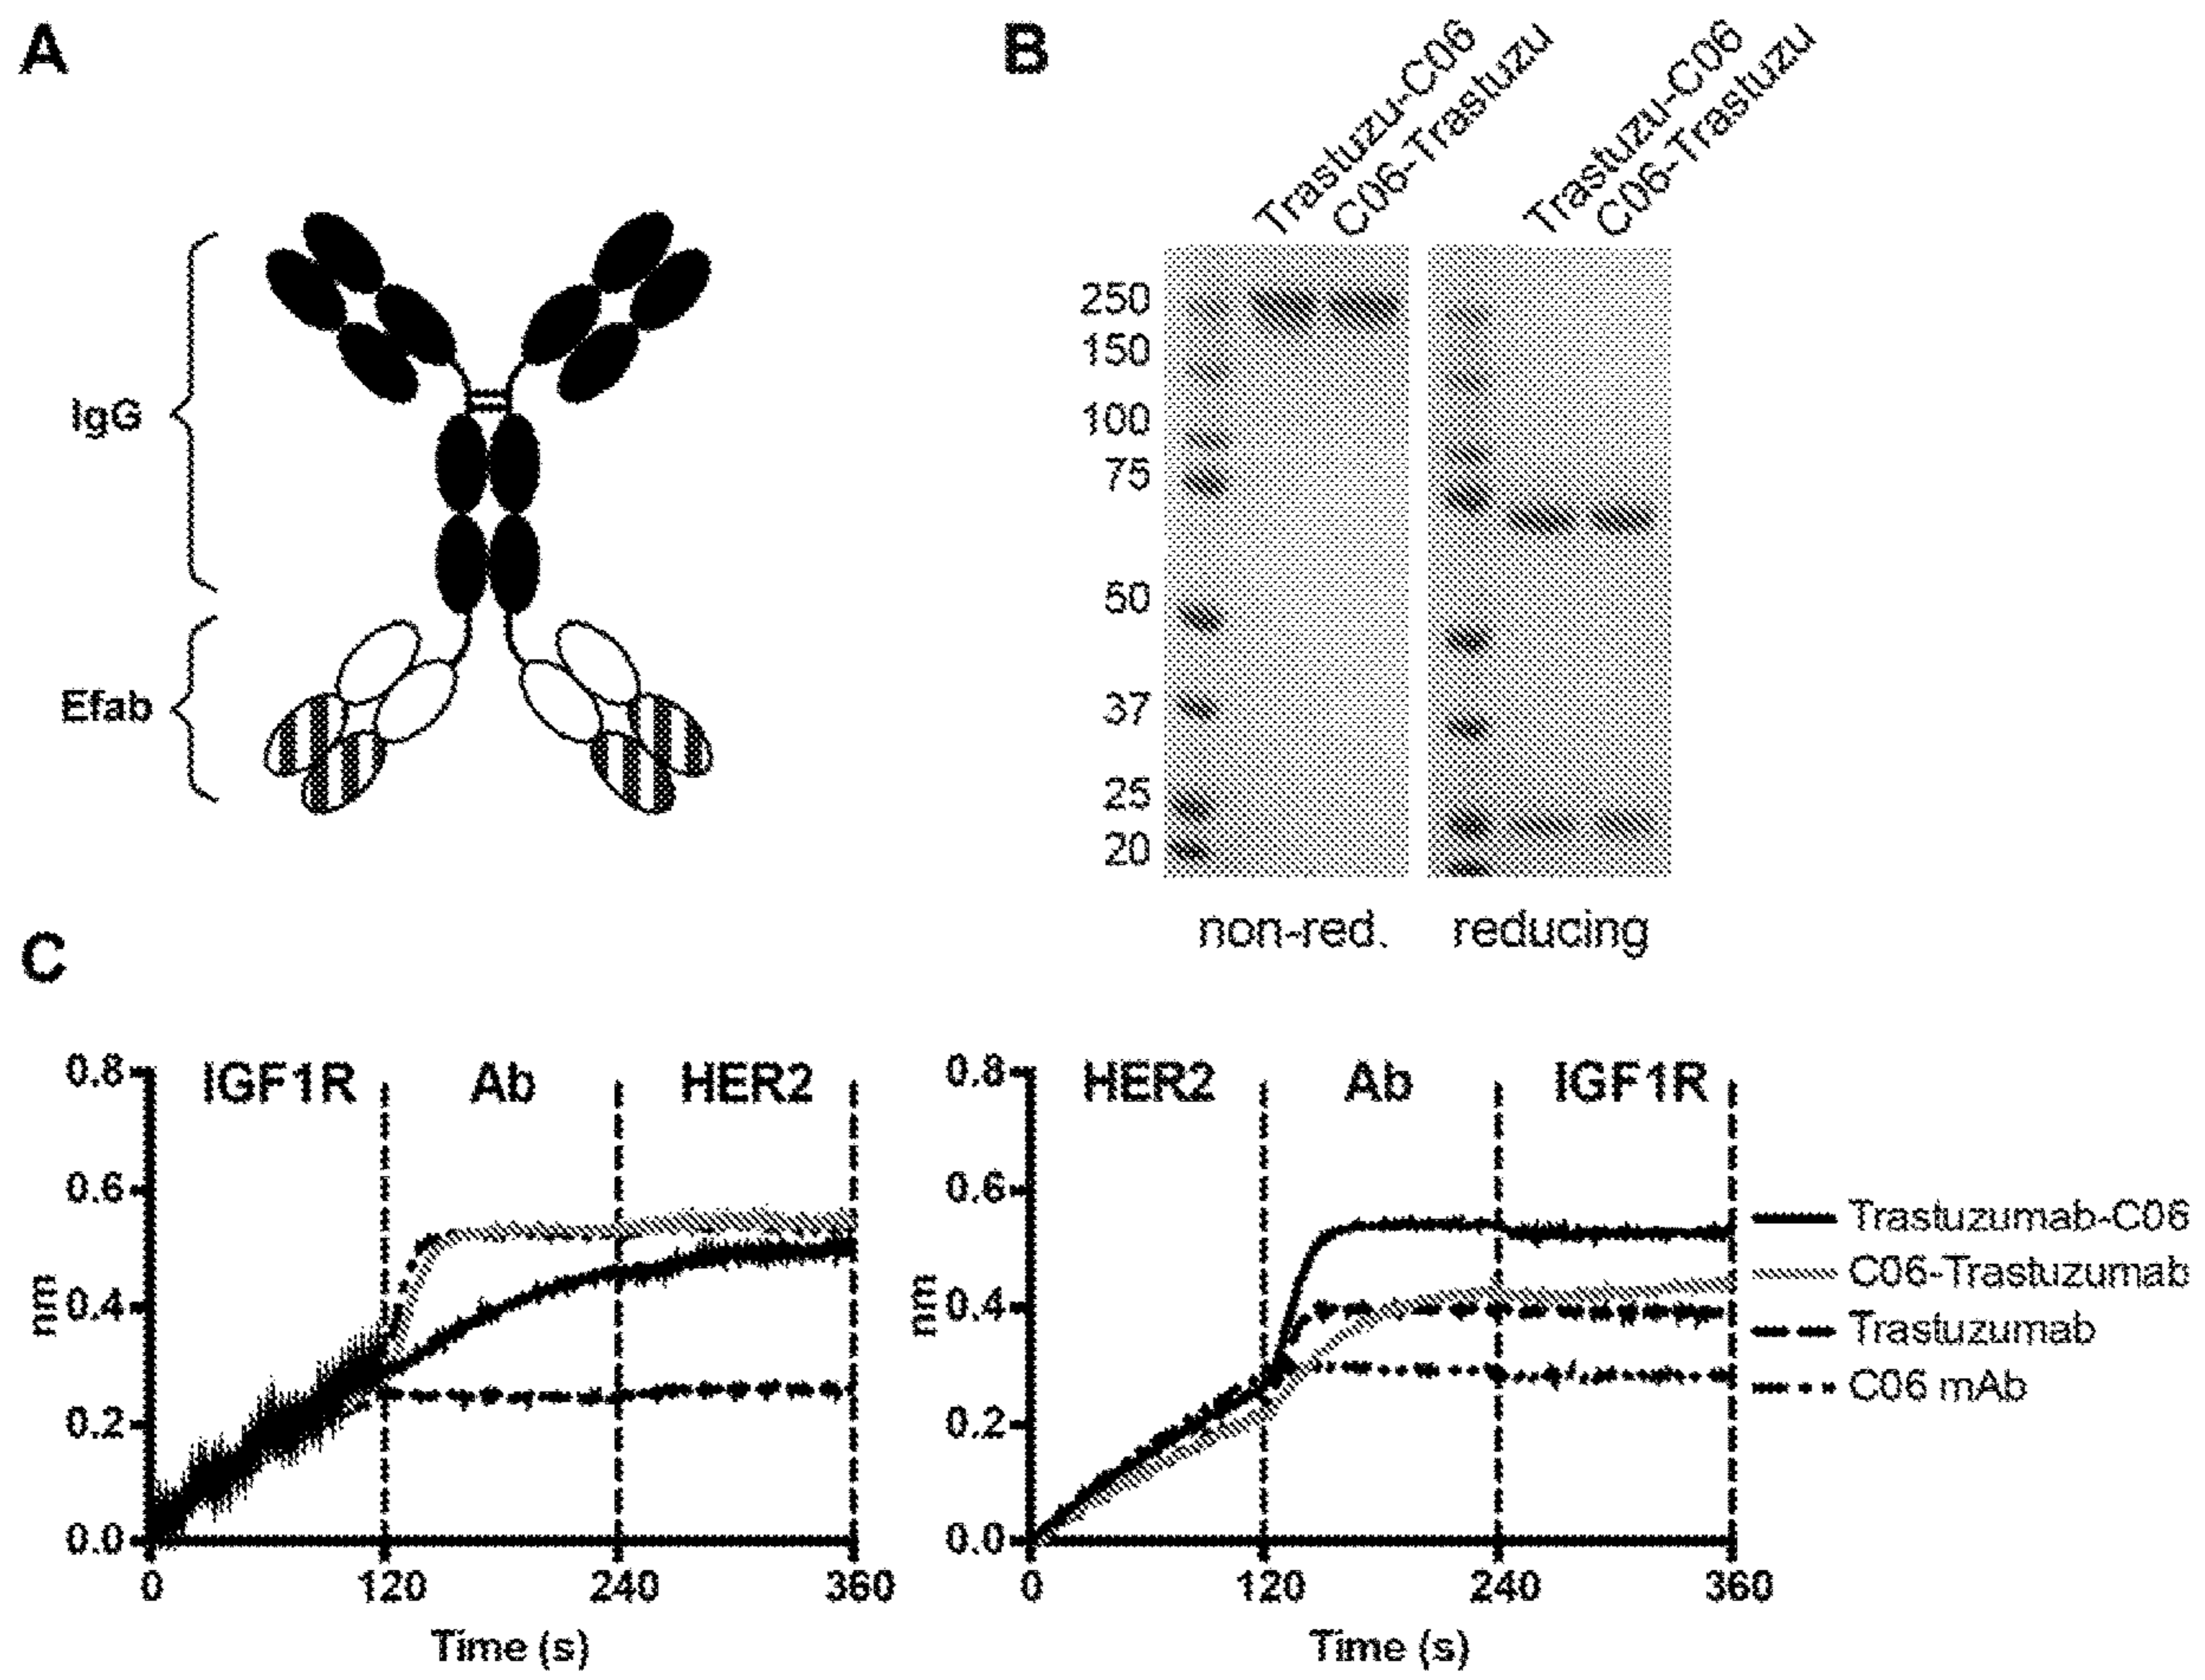 A
IgG
Efab
B
Trastuzu-C06
C06-Trastuzu
Trastuzu-C06
C06-Trastuzu
250
150
100
75
50
37
25
20
non-red.
reducing
C
0.8
0.6
0.4
0.2
0.0
nm
IGF1R
Ab
HER2
0
120
240
360
Time (s)
0.8
0.6
0.4
0.2
0.0
nm
HER2
Ab
IGF1R
0
120
240
360
Time (s)
Trastuzumab-C06
C06-Trastuzumab
Trastuzumab
C06 mAb